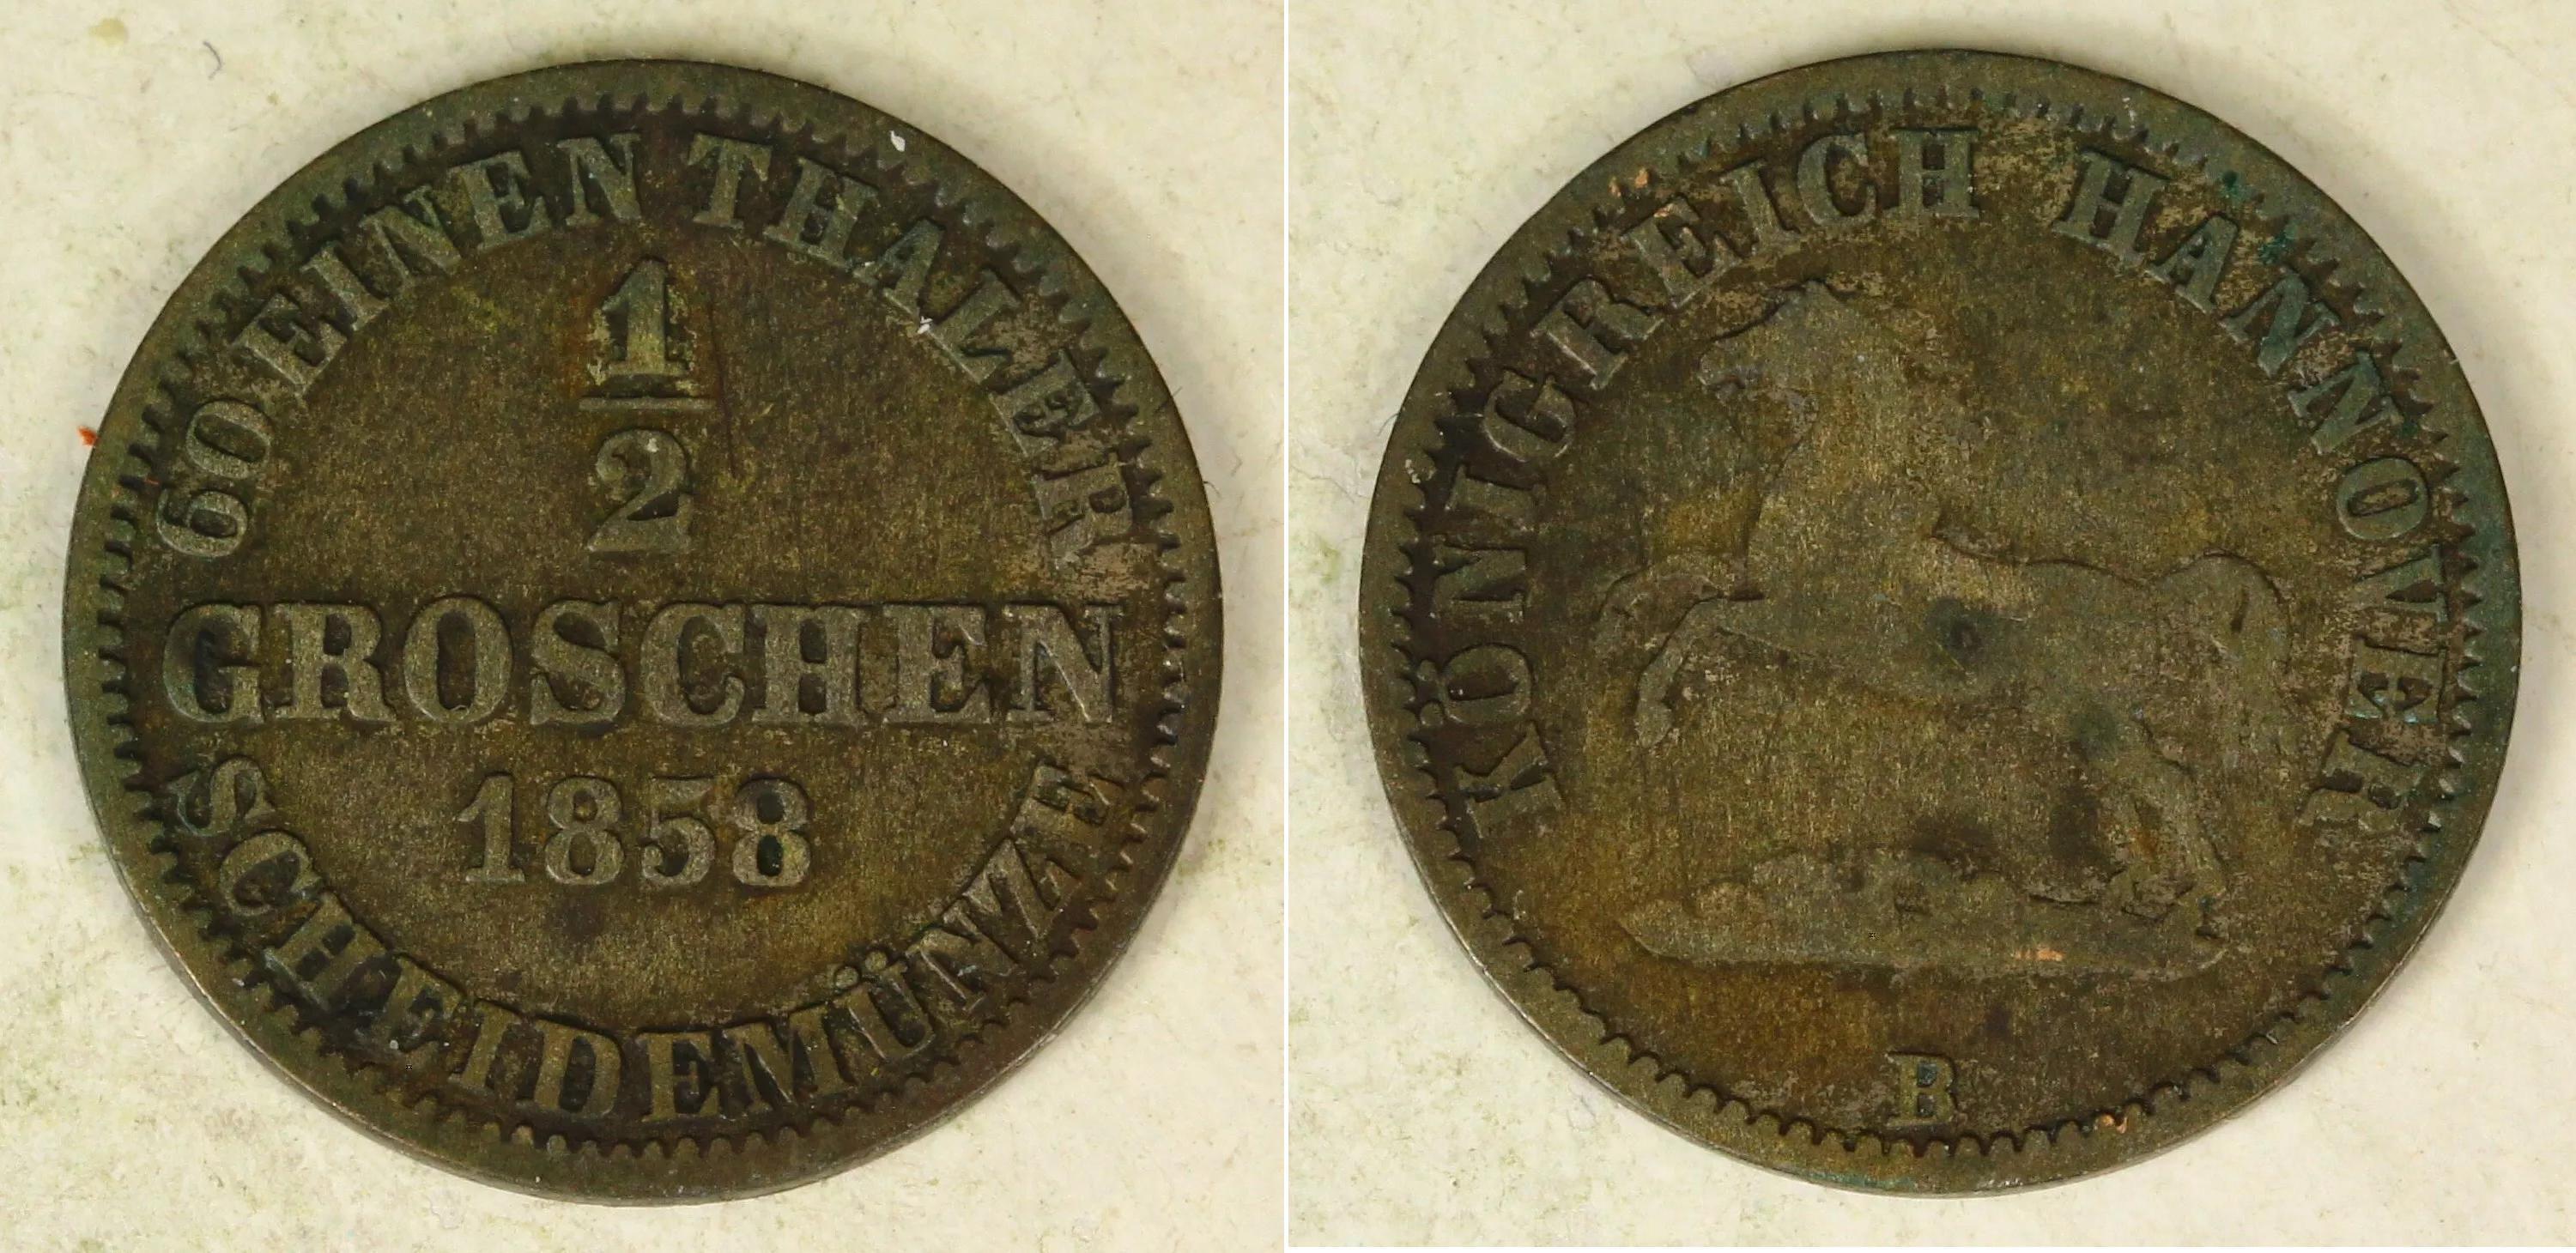 60 EINEN THALER
1
2
GROSCHEN
1858
SCHEIDEMÜNZE
KÖNIGREICH HANNOVER
B